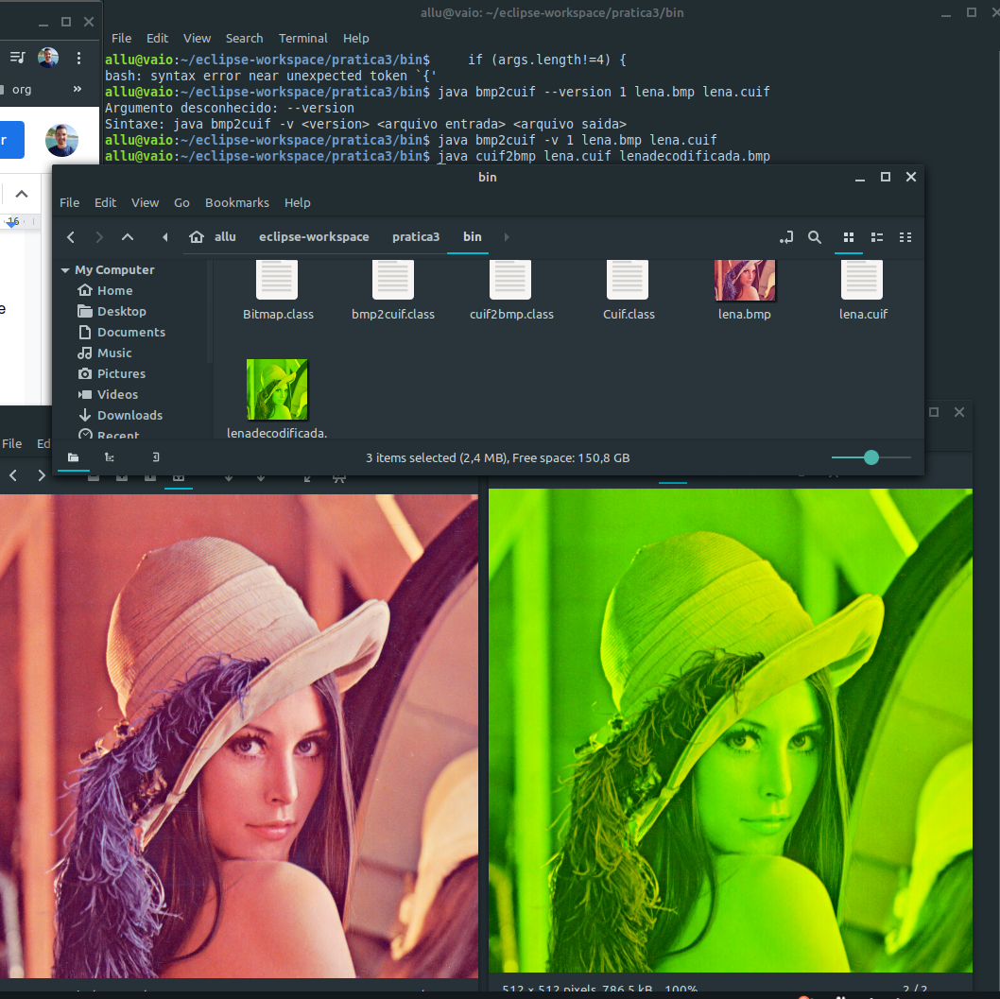 allu@vaio: ~/eclipse-workspace/pratica3/bin
File Edit View Search Terminal Help
allu@vaio:~/eclipse-workspace/pratica3/bin$     if (args.length!=4) {
bash: syntax error near unexpected token `{'
allu@vaio:~/eclipse-workspace/pratica3/bin$ java bmp2cuif --version 1 lena.bmp lena.cuif
Argumento desconhecido: --version
Sintaxe: java bmp2cuif -v <version> <arquivo entrada> <arquivo saida>
allu@vaio:~/eclipse-workspace/pratica3/bin$ java bmp2cuif -v 1 lena.bmp lena.cuif
allu@vaio:~/eclipse-workspace/pratica3/bin$ java cuif2bmp lena.cuif lenadecodificada.bmp
org »
r
16
e
bin
File Edit View Go Bookmarks Help
allu eclipse-workspace pratica3 bin
My Computer
Home
Desktop
Documents
Music
Pictures
Videos
Downloads
Recent
Bitmap.class bmp2cuif.class cuif2bmp.class Cuif.class lena.bmp lena.cuif
lenadecodificada.
3 items selected (2,4 MB), Free space: 150,8 GB
File Ed
512 × 512 pixels 786,5 kB 100% 2 / 2